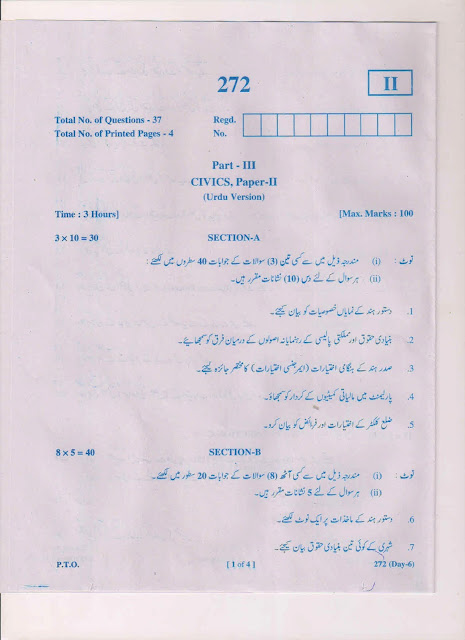 272
II
Total No. of Questions - 37
Total No. of Printed Pages - 4
Regd.
No.
Part - III
CIVICS, Paper-II
(Urdu Version)
Time : 3 Hours]
[Max. Marks : 100
3 × 10 = 30
SECTION-A
نوٹ : (i) مندرجہ ذیل میں سے کسی تین (3) سوالات کے جوابات 40 سطروں میں لکھئے :
(ii) ہر سوال کے لئے دس (10) نشانات مقرر ہیں۔
1. دستور ہند کے نمایاں خصوصیات کو بیان کیجئے۔
2. بنیادی حقوق اور مملکتی پالیسی کے رہنمایانہ اصولوں کے درمیان فرق کو سمجھائیے۔
3. صدر ہند کے ہنگامی اختیارات (ایمرجنسی اختیارات) کا مختصر جائزہ لیجئے۔
4. پارلیمنٹ میں مالیاتی کمیٹیوں کے کردار کو سمجھاؤ۔
5. ضلع کلکٹر کے اختیارات اور فرائض کو بیان کرو۔
8 × 5 = 40
SECTION-B
نوٹ : (i) مندرجہ ذیل میں سے کسی آٹھ (8) سوالات کے جوابات 20 سطور میں لکھئے۔
(ii) ہر سوال کے لئے 5 نشانات مقرر ہیں۔
6. دستور ہند کے ماخذات پر ایک نوٹ لکھئے۔
7. شہری کے کوئی تین بنیادی حقوق بیان کیجئے۔
P.T.O.
[ 1 of 4 ]
272 (Day-6)